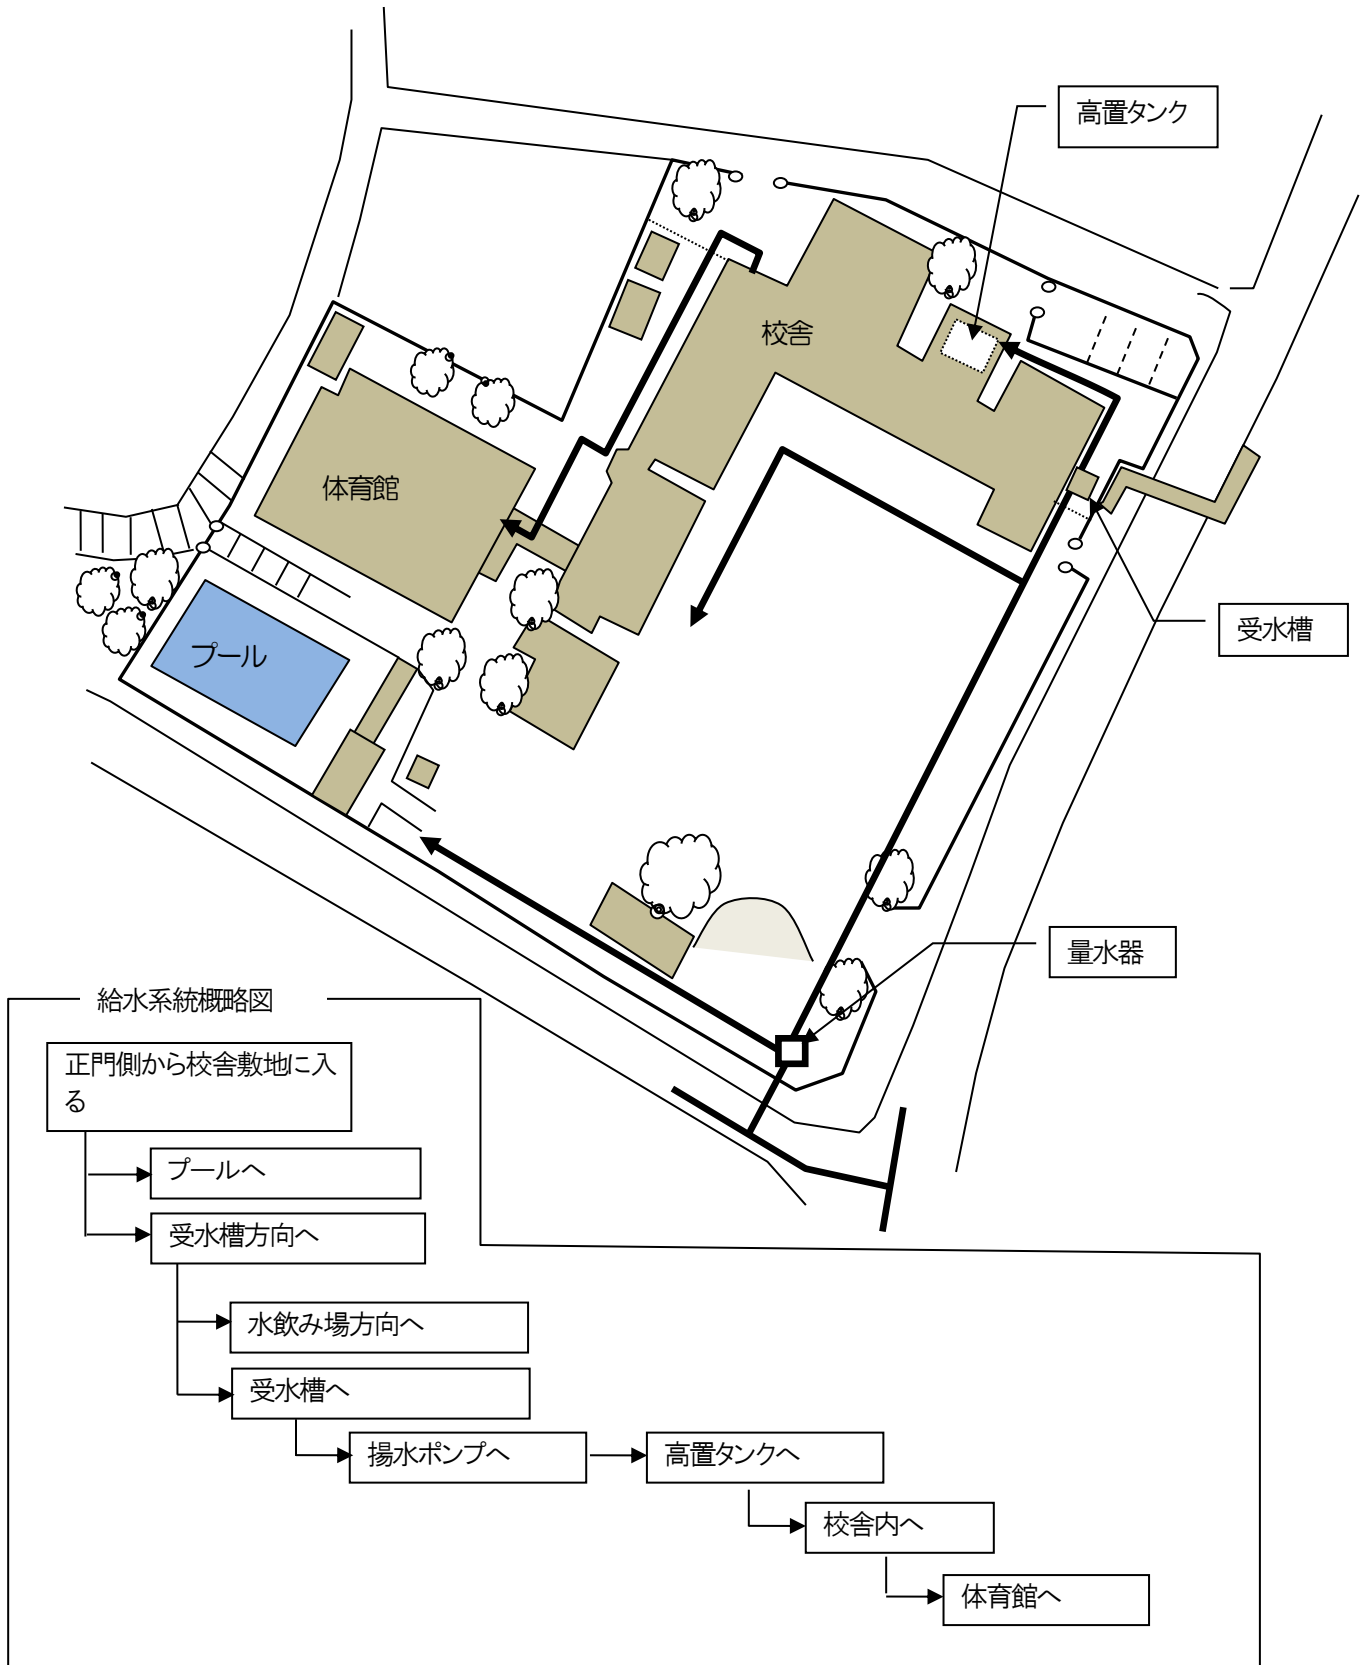 高置タンク
校舎
体育館
受水槽
プール
量水器
給水系統概略図
正門側から校舎敷地に入
る
プールへ
受水槽方向へ
水飲み場方向へ
受水槽へ
揚水ポンプへ
高置タンクへ
校舎内へ
体育館へ